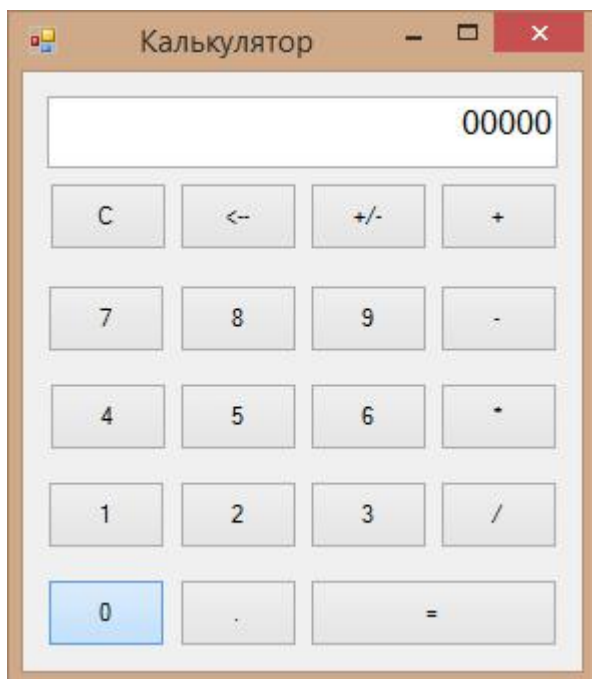 Калькулятор
00000
C <-- +/- +
7 8 9 -
4 5 6 *
1 2 3 /
0 . =